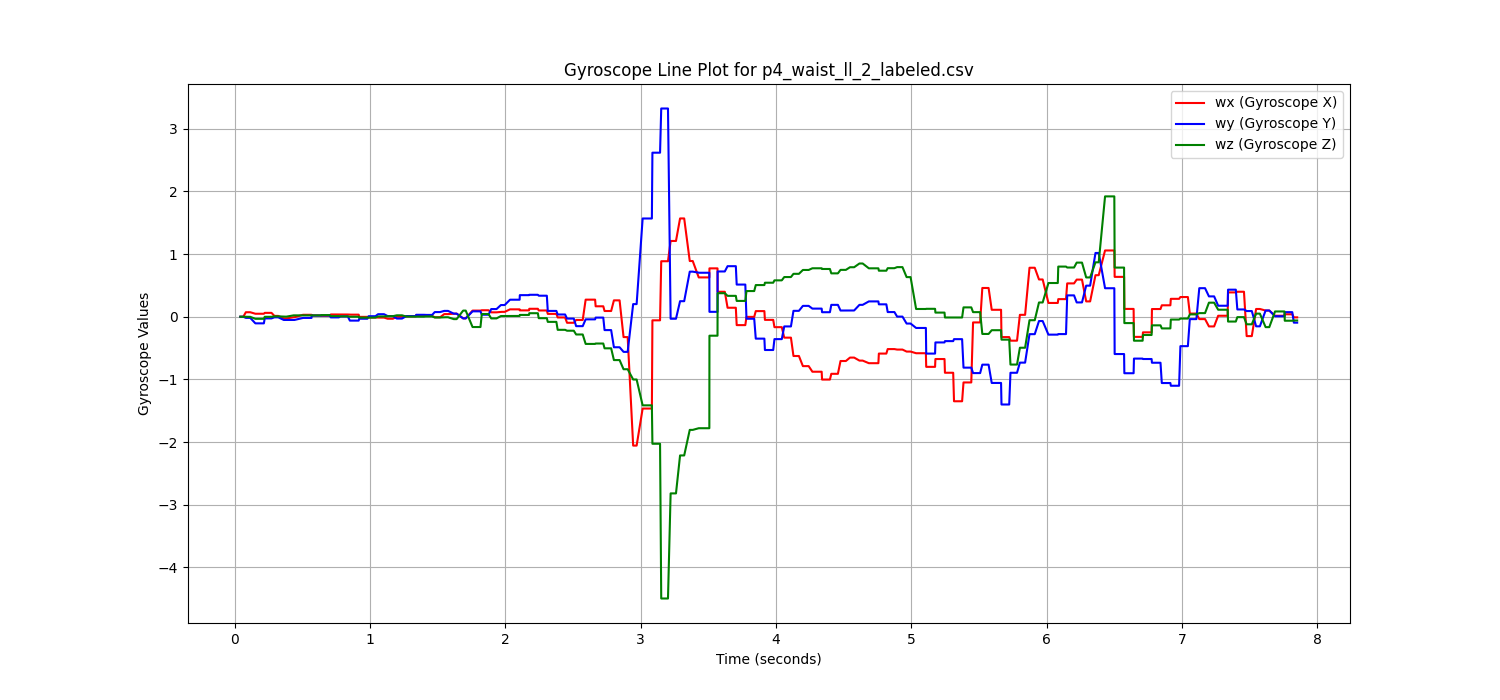 Gyroscope Line Plot for p4_waist_ll_2_labeled.csv
wx (Gyroscope X)
wy (Gyroscope Y)
wz (Gyroscope Z)
Gyroscope Values
3
2
1
0
−1
−2
−3
−4
0 1 2 3 4 5 6 7 8
Time (seconds)